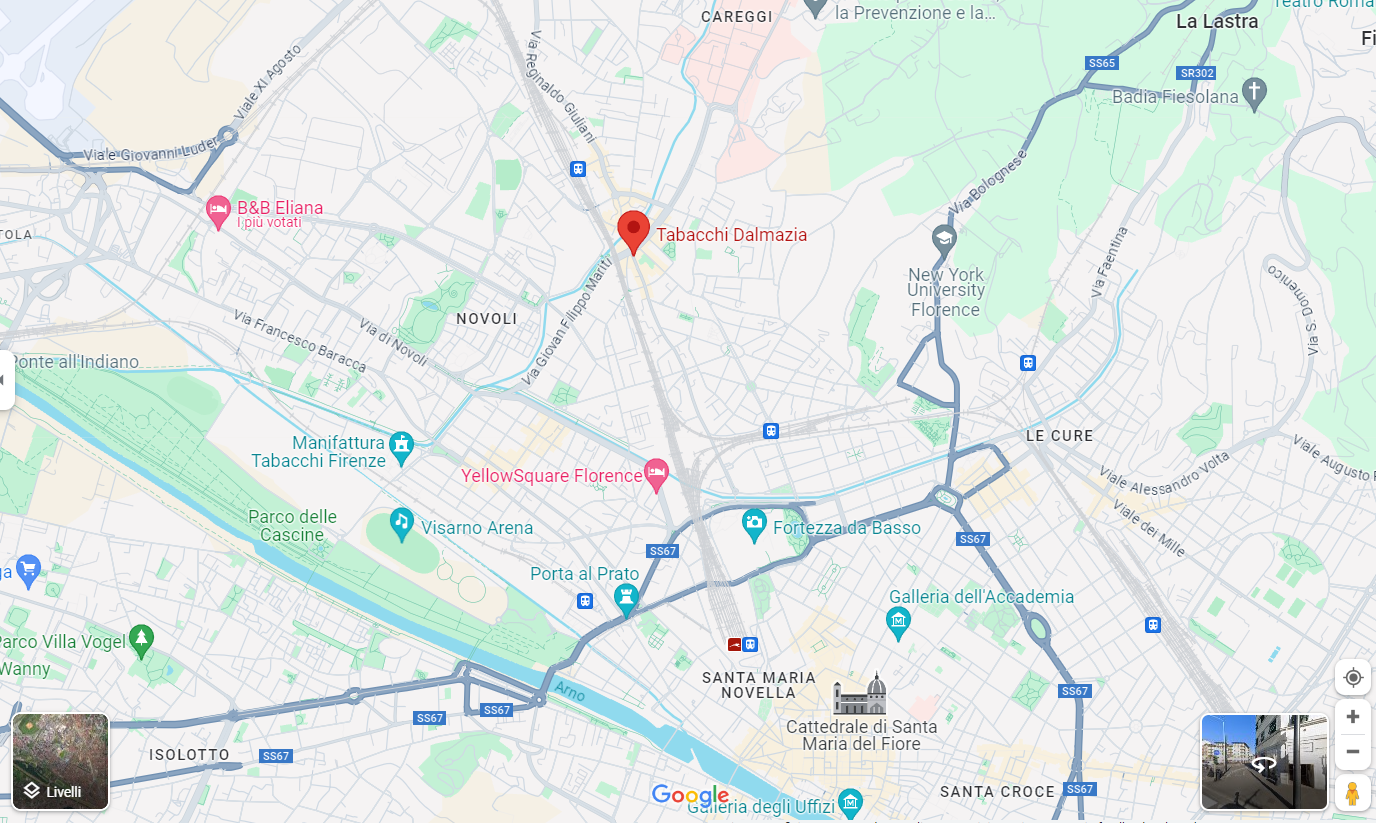 CAREGGI
la Prevenzione e la...
La Lastra
Teatro Roma
Fi
SS65
SR302
Badia Fiesolana
Via Reginaldo Giuliani
Viale XI Agosto
Viale Giovanni Luder
Via Bolognese
B&B Eliana
I più votati
TOLA
Tabacchi Dalmazia
New York
University
Florence
Via Faentina
Via S. Domenico
NOVOLI
Via Giovan Filippo Mariti
Via Francesco Baracca
Via di Novoli
Ponte all'Indiano
LE CURE
Manifattura
Tabacchi Firenze
YellowSquare Florence
Viale Alessandro Volta
Viale Augusto
Viale dei Mille
Parco delle
Cascine
Visarno Arena
Fortezza da Basso
SS67
SS67
Porta al Prato
Galleria dell'Accademia
ga
Parco Villa Vogel
Wanny
SANTA MARIA
NOVELLA
Arno
SS67
SS67
SS67
Cattedrale di Santa
Maria del Fiore
ISOLOTTO
SS67
Livelli
Google
Galleria degli Uffizi
SANTA CROCE
SS67